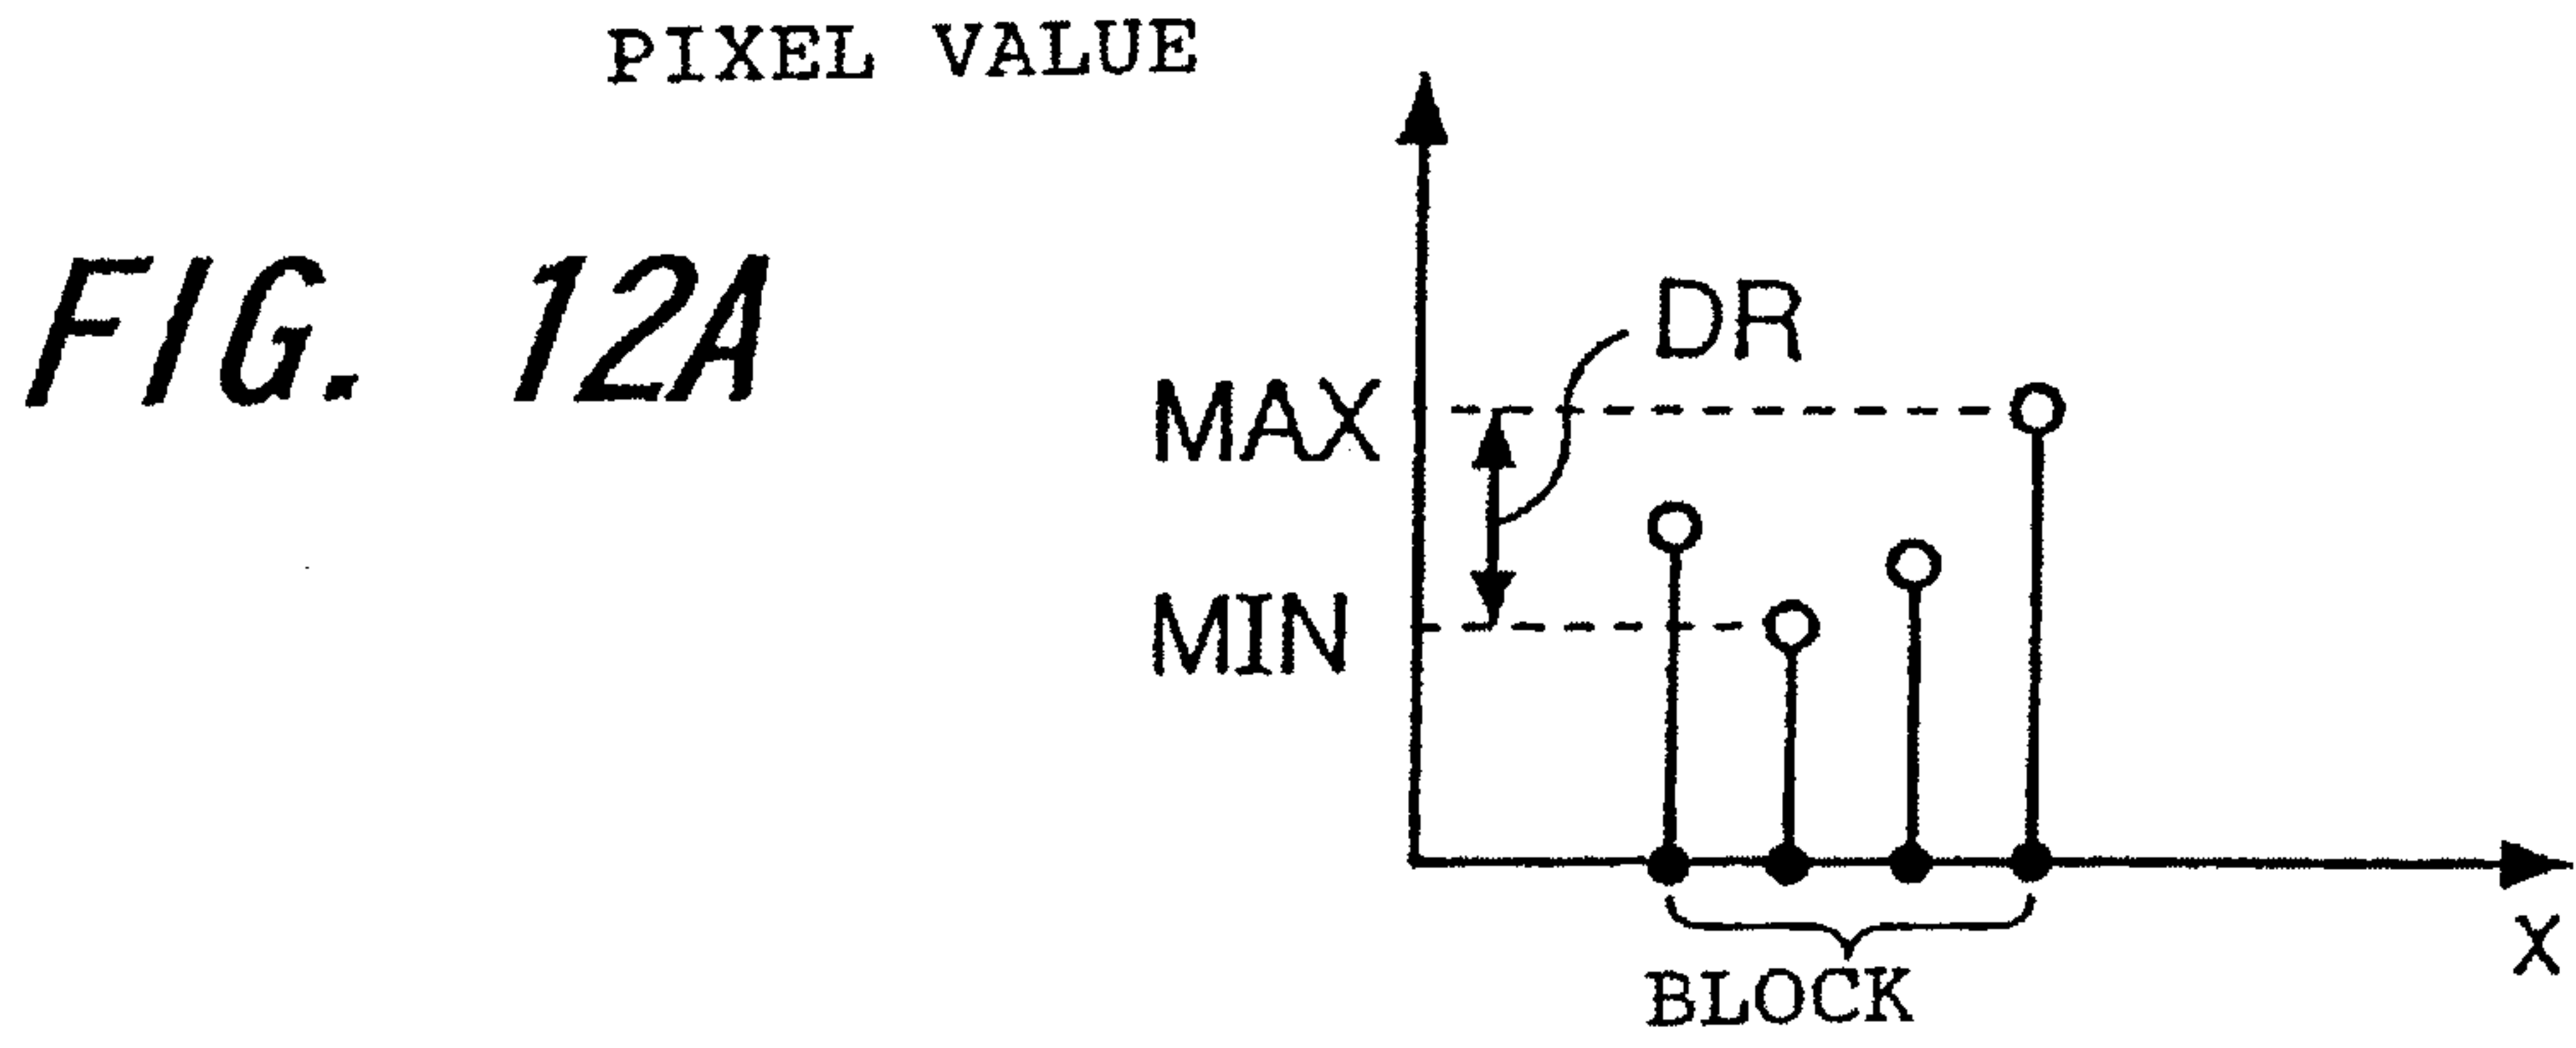 PIXEL VALUE
FIG. 12A
DR
MAX
MIN
X
BLOCK